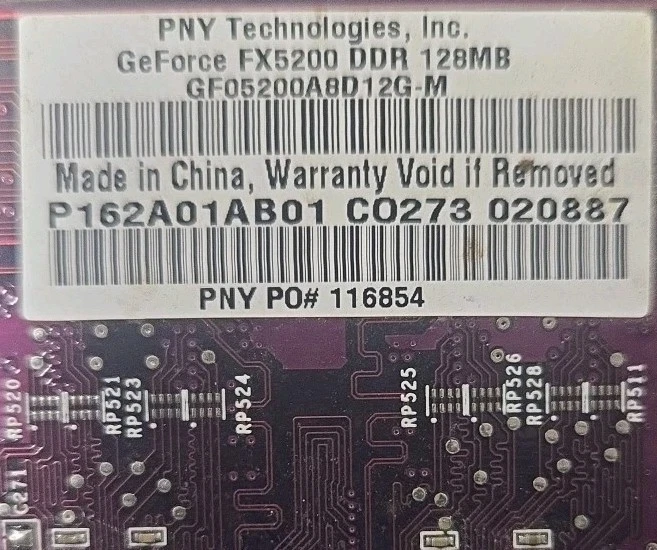 PNY Technologies, Inc.
GeForce FX5200 DDR 128MB
GF05200A8D12G-M
Made in China, Warranty Void if Removed
P162A01AB01 CO273 020887
PNY PO# 116854
RP520
RP521
RP523
RP524
RP525
RP526
RP528
RP511
C271